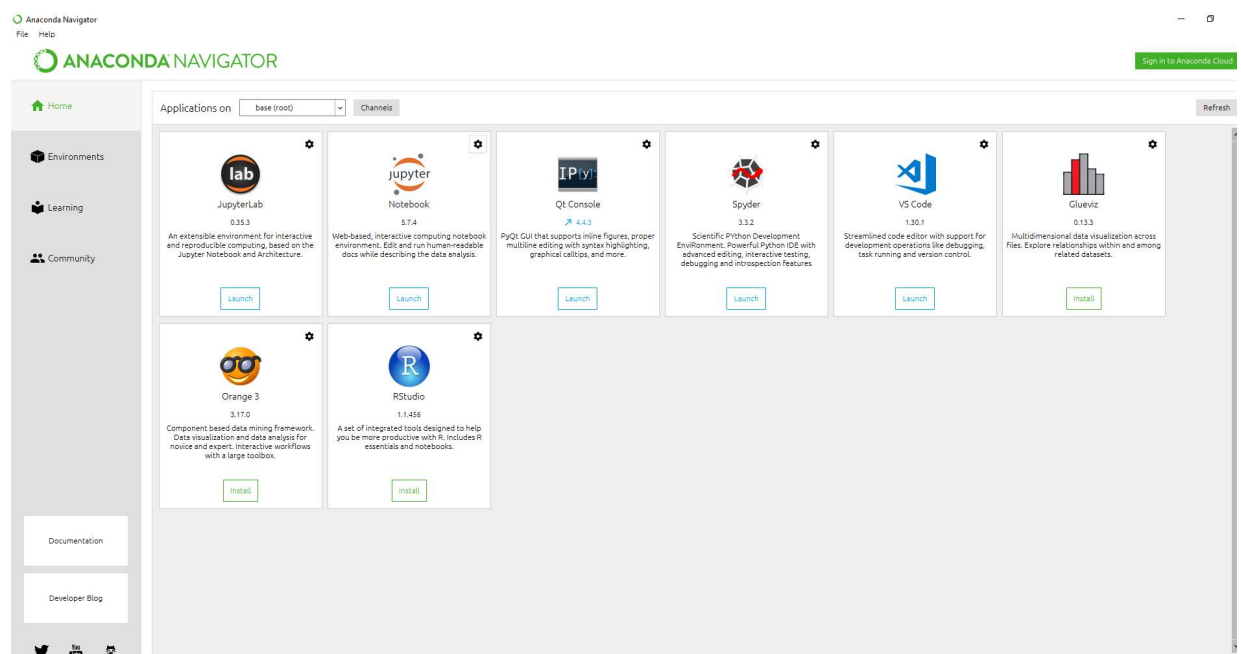 Anaconda Navigator
File Help
ANACONDA NAVIGATOR
Sign in to Anaconda Cloud
Home
Environments
Learning
Community
Applications on base (root) Channels
Refresh
lab
JupyterLab
0.35.3
An extensible environment for interactive
and reproducible computing, based on the
Jupyter Notebook and Architecture.
Launch
jupyter
Notebook
5.7.4
Web-based, interactive computing notebook
environment. Edit and run human-readable
docs while describing the data analysis.
Launch
IP[y]:
Qt Console
4.4.3
PyQt GUI that supports inline figures, proper
multiline editing with syntax highlighting,
graphical calltips, and more.
Launch
Spyder
3.3.2
Scientific PYthon Development
EnviRonment. Powerful Python IDE with
advanced editing, interactive testing,
debugging and introspection features
Launch
VS Code
1.30.1
Streamlined code editor with support for
development operations like debugging,
task running and version control.
Launch
Glueviz
0.13.3
Multidimensional data visualization across
files. Explore relationships within and among
related datasets.
Install
Orange 3
3.17.0
Component based data mining framework.
Data visualization and data analysis for
novice and expert. Interactive workflows
with a large toolbox.
Install
R
RStudio
1.1.456
A set of integrated tools designed to help
you be more productive with R. Includes R
essentials and notebooks.
Install
Documentation
Developer Blog
You